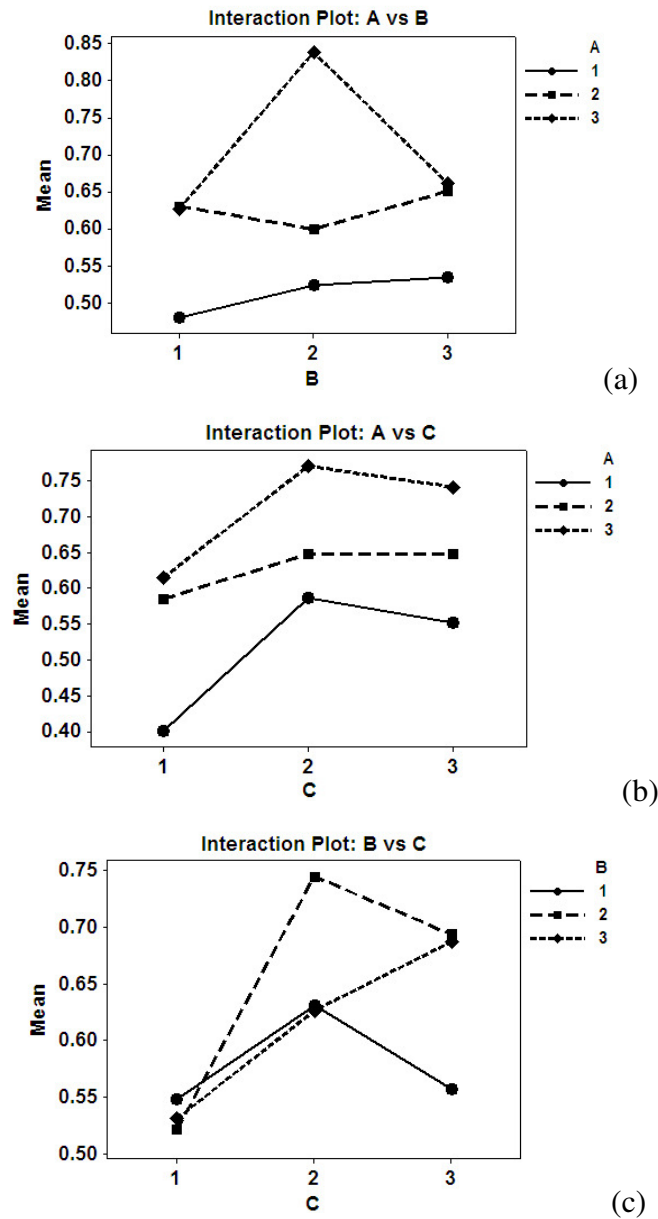 Interaction Plot: A vs B
0.85
0.80
0.75
0.70
0.65
0.60
0.55
0.50
Mean
1 2 3
B
A
1
2
3
(a)
Interaction Plot: A vs C
0.75
0.70
0.65
0.60
0.55
0.50
0.45
0.40
Mean
1 2 3
C
A
1
2
3
(b)
Interaction Plot: B vs C
0.75
0.70
0.65
0.60
0.55
0.50
Mean
1 2 3
C
B
1
2
3
(c)